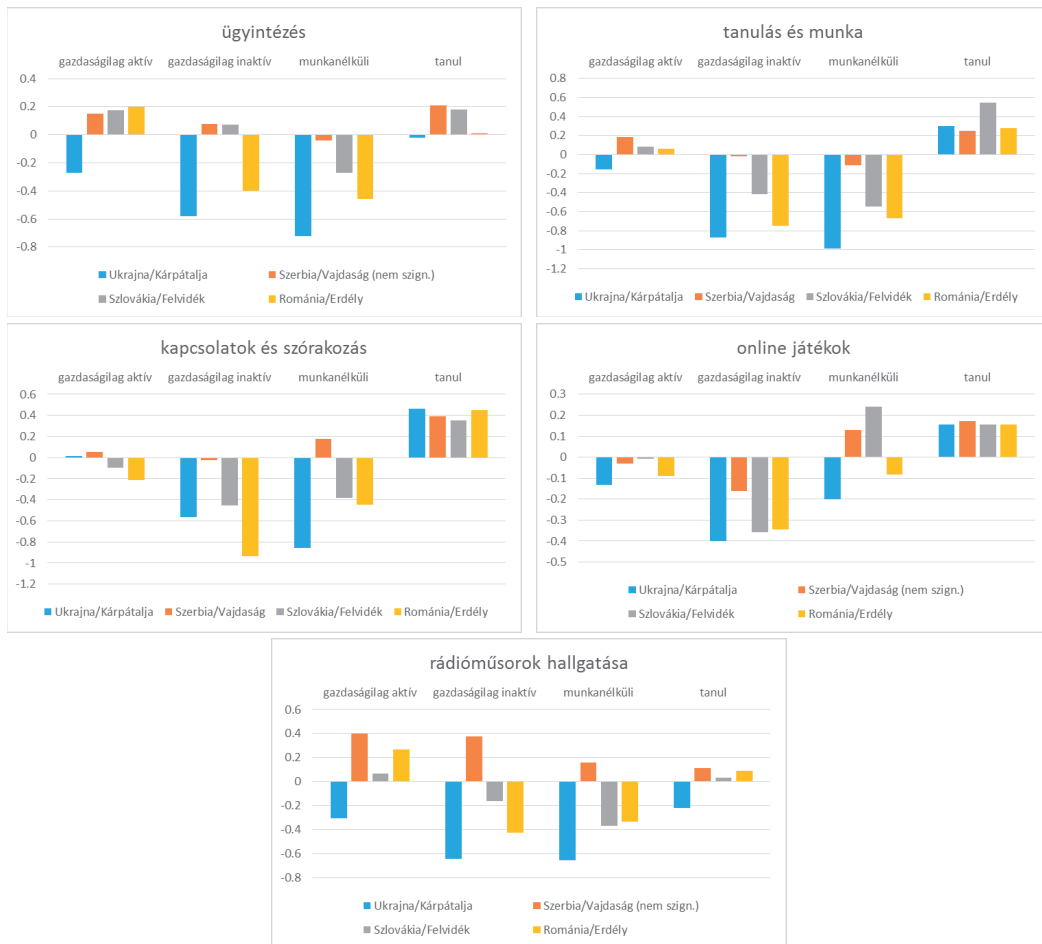 ügyintézés
gazdaságilag aktív gazdaságilag inaktív munkanélküli tanul
0.4
0.2
0
-0.2
-0.4
-0.6
-0.8
Ukrajna/Kárpátalja Szerbia/Vajdaság (nem szign.)
Szlovákia/Felvidék Románia/Erdély
tanulás és munka
gazdaságilag aktív gazdaságilag inaktív munkanélküli tanul
0.8
0.6
0.4
0.2
0
-0.2
-0.4
-0.6
-0.8
-1
-1.2
Ukrajna/Kárpátalja Szerbia/Vajdaság Szlovákia/Felvidék Románia/Erdély
kapcsolatok és szórakozás
gazdaságilag aktív gazdaságilag inaktív munkanélküli tanul
0.6
0.4
0.2
0
-0.2
-0.4
-0.6
-0.8
-1
-1.2
Ukrajna/Kárpátalja Szerbia/Vajdaság Szlovákia/Felvidék Románia/Erdély
online játékok
gazdaságilag aktív gazdaságilag inaktív munkanélküli tanul
0.3
0.2
0.1
0
-0.1
-0.2
-0.3
-0.4
-0.5
Ukrajna/Kárpátalja Szerbia/Vajdaság (nem szign.)
Szlovákia/Felvidék Románia/Erdély
rádióműsorok hallgatása
gazdaságilag aktív gazdaságilag inaktív munkanélküli tanul
0.6
0.4
0.2
0
-0.2
-0.4
-0.6
-0.8
Ukrajna/Kárpátalja Szerbia/Vajdaság (nem szign.)
Szlovákia/Felvidék Románia/Erdély